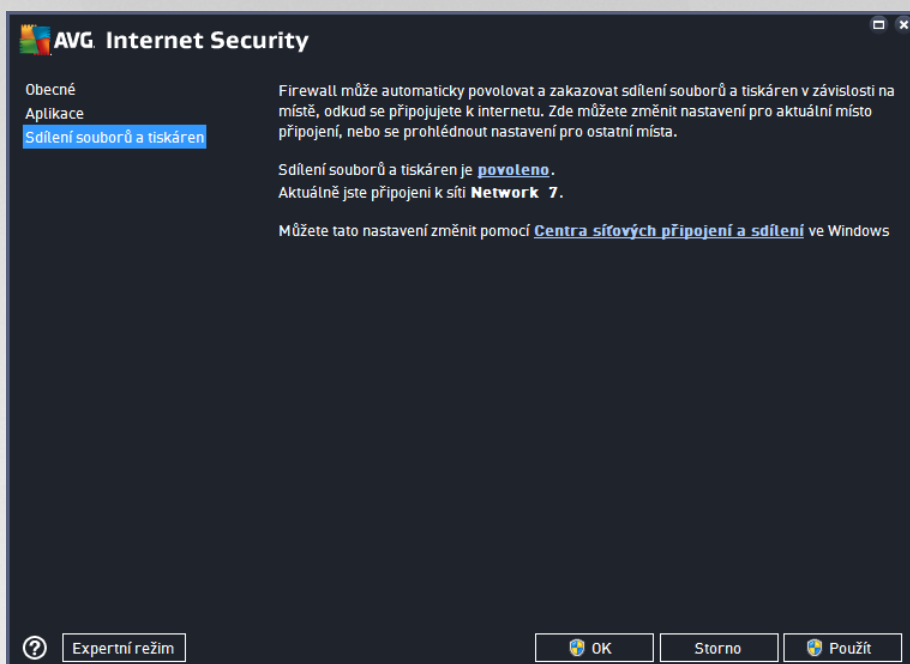 AVG Internet Security
Obecné
Aplikace
Sdílení souborů a tiskáren
Firewall může automaticky povolovat a zakazovat sdílení souborů a tiskáren v závislosti na
místě, odkud se připojujete k internetu. Zde můžete změnit nastavení pro aktuální místo
připojení, nebo se prohlédnout nastavení pro ostatní místa.
Sdílení souborů a tiskáren je povoleno.
Aktuálně jste připojeni k síti Network 7.
Můžete tato nastavení změnit pomocí Centra síťových připojení a sdílení ve Windows
? Expertní režim
OK
Storno
Použít